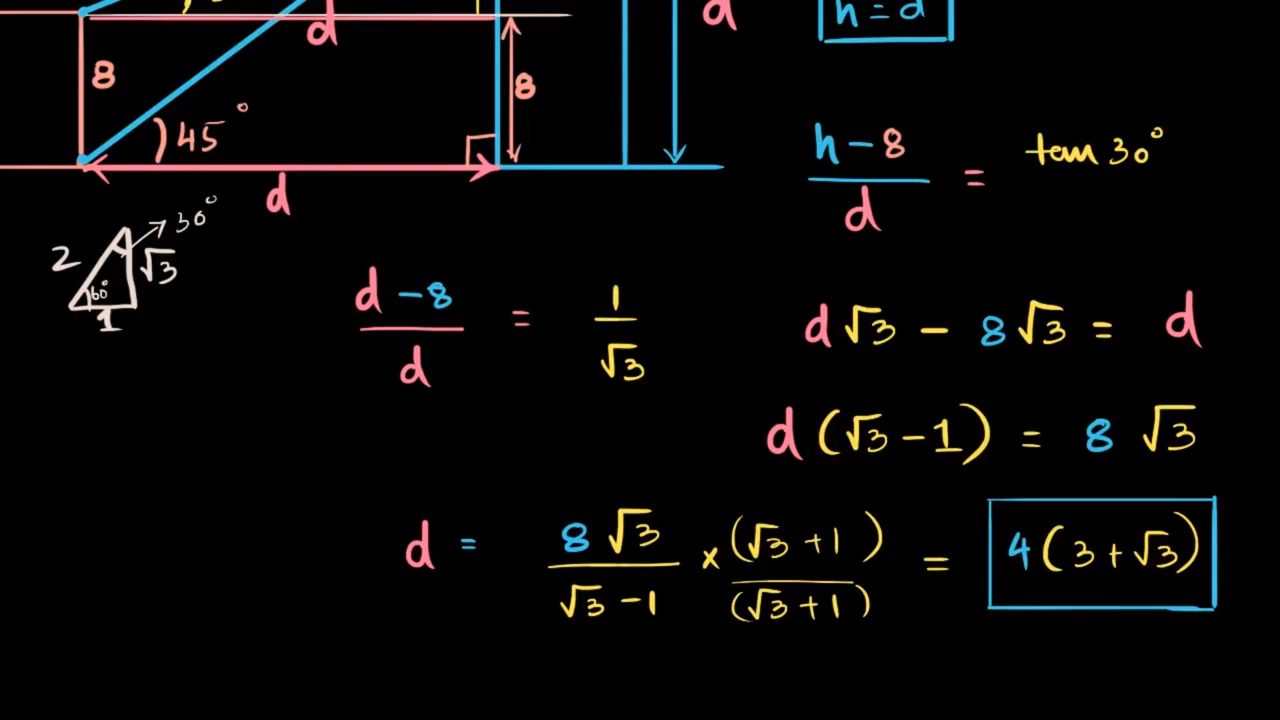 d
d
h = d
8
8
45°
d
h - 8 / d = tan 30°
30°
2
√3
60°
1
d - 8 / d = 1 / √3
d√3 - 8√3 = d
d(√3 - 1) = 8 √3
d = 8√3 / √3 - 1 × (√3 + 1) / (√3 + 1) = 4(3 + √3)